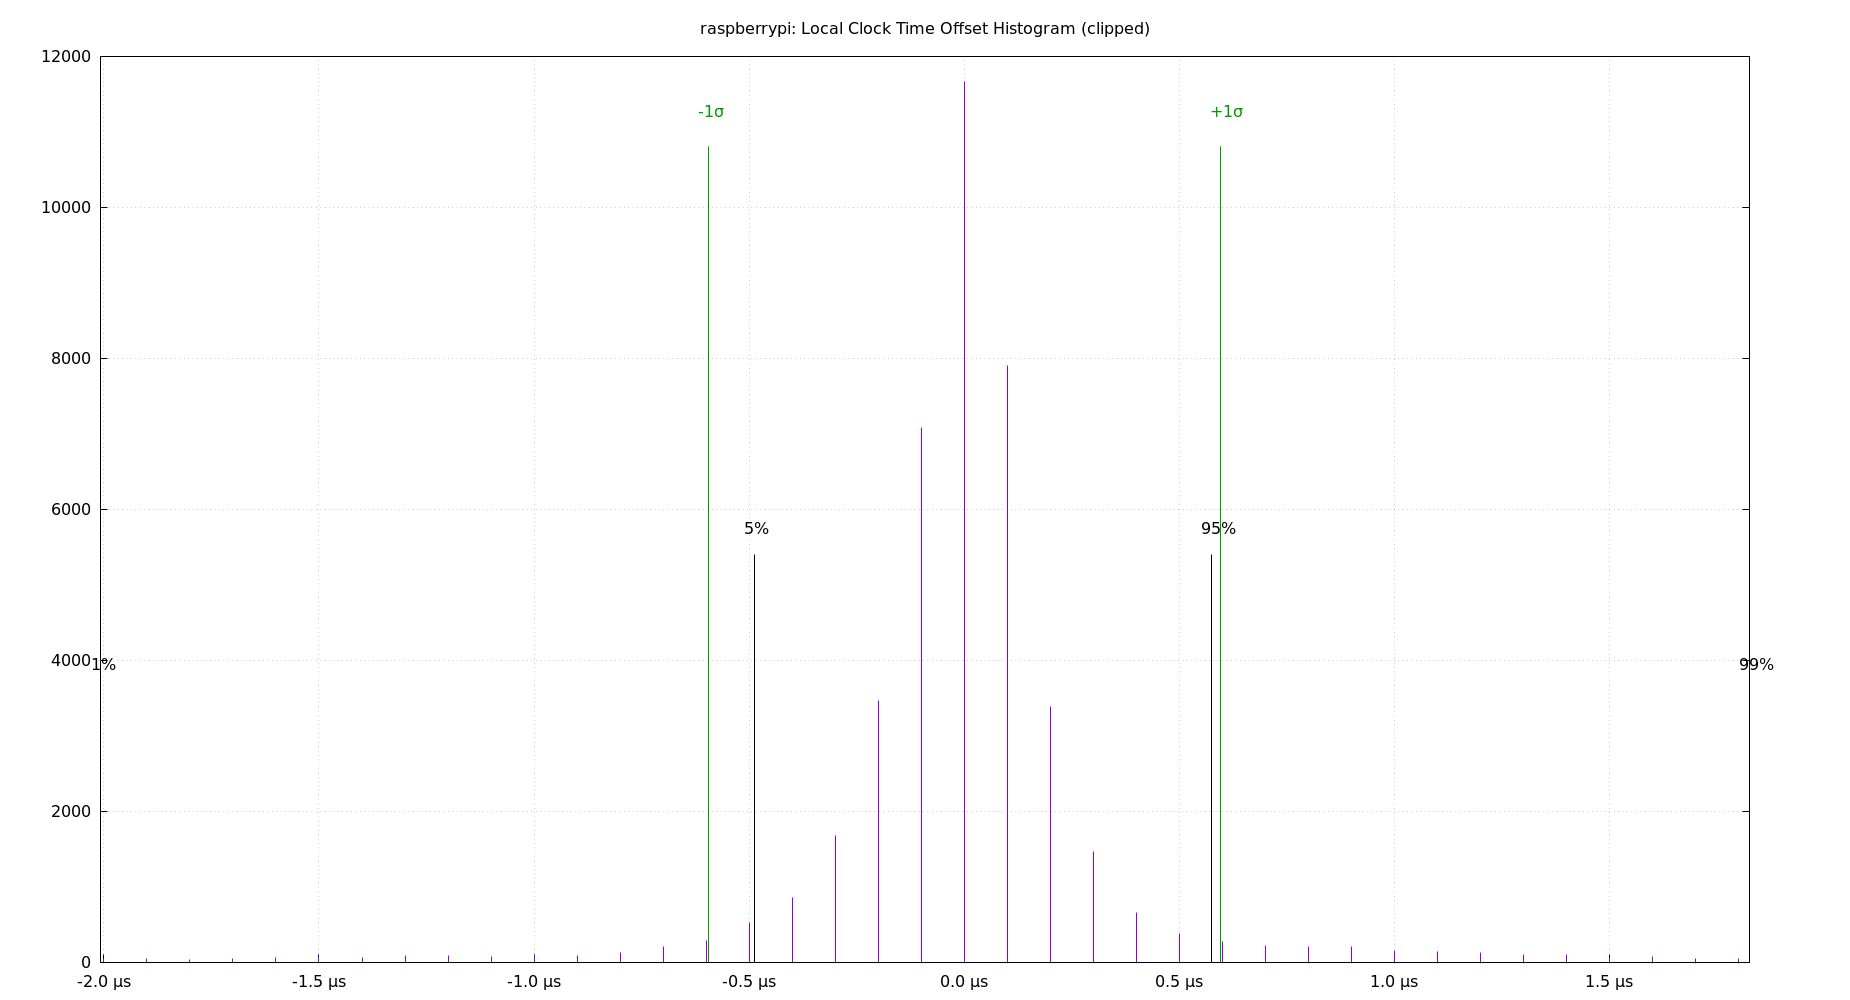 raspberrypi: Local Clock Time Offset Histogram (clipped)
12000
-1σ
+1σ
10000
8000
6000
5%
95%
4000
1%
99%
2000
0
-2.0 µs
-1.5 µs
-1.0 µs
-0.5 µs
0.0 µs
0.5 µs
1.0 µs
1.5 µs